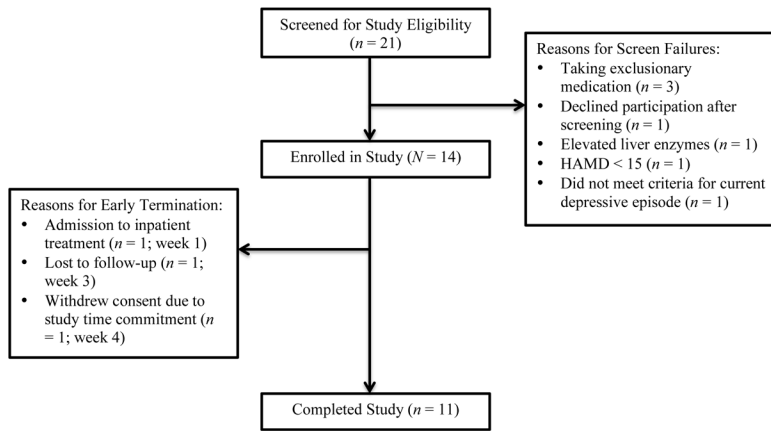 Screened for Study Eligibility
(n = 21)
Reasons for Screen Failures:
• Taking exclusionary
medication (n = 3)
• Declined participation after
screening (n = 1)
• Elevated liver enzymes (n = 1)
• HAMD < 15 (n = 1)
• Did not meet criteria for current
depressive episode (n = 1)
Enrolled in Study (N = 14)
Reasons for Early Termination:
• Admission to inpatient
treatment (n = 1; week 1)
• Lost to follow-up (n = 1;
week 3)
• Withdrew consent due to
study time commitment (n
= 1; week 4)
Completed Study (n = 11)